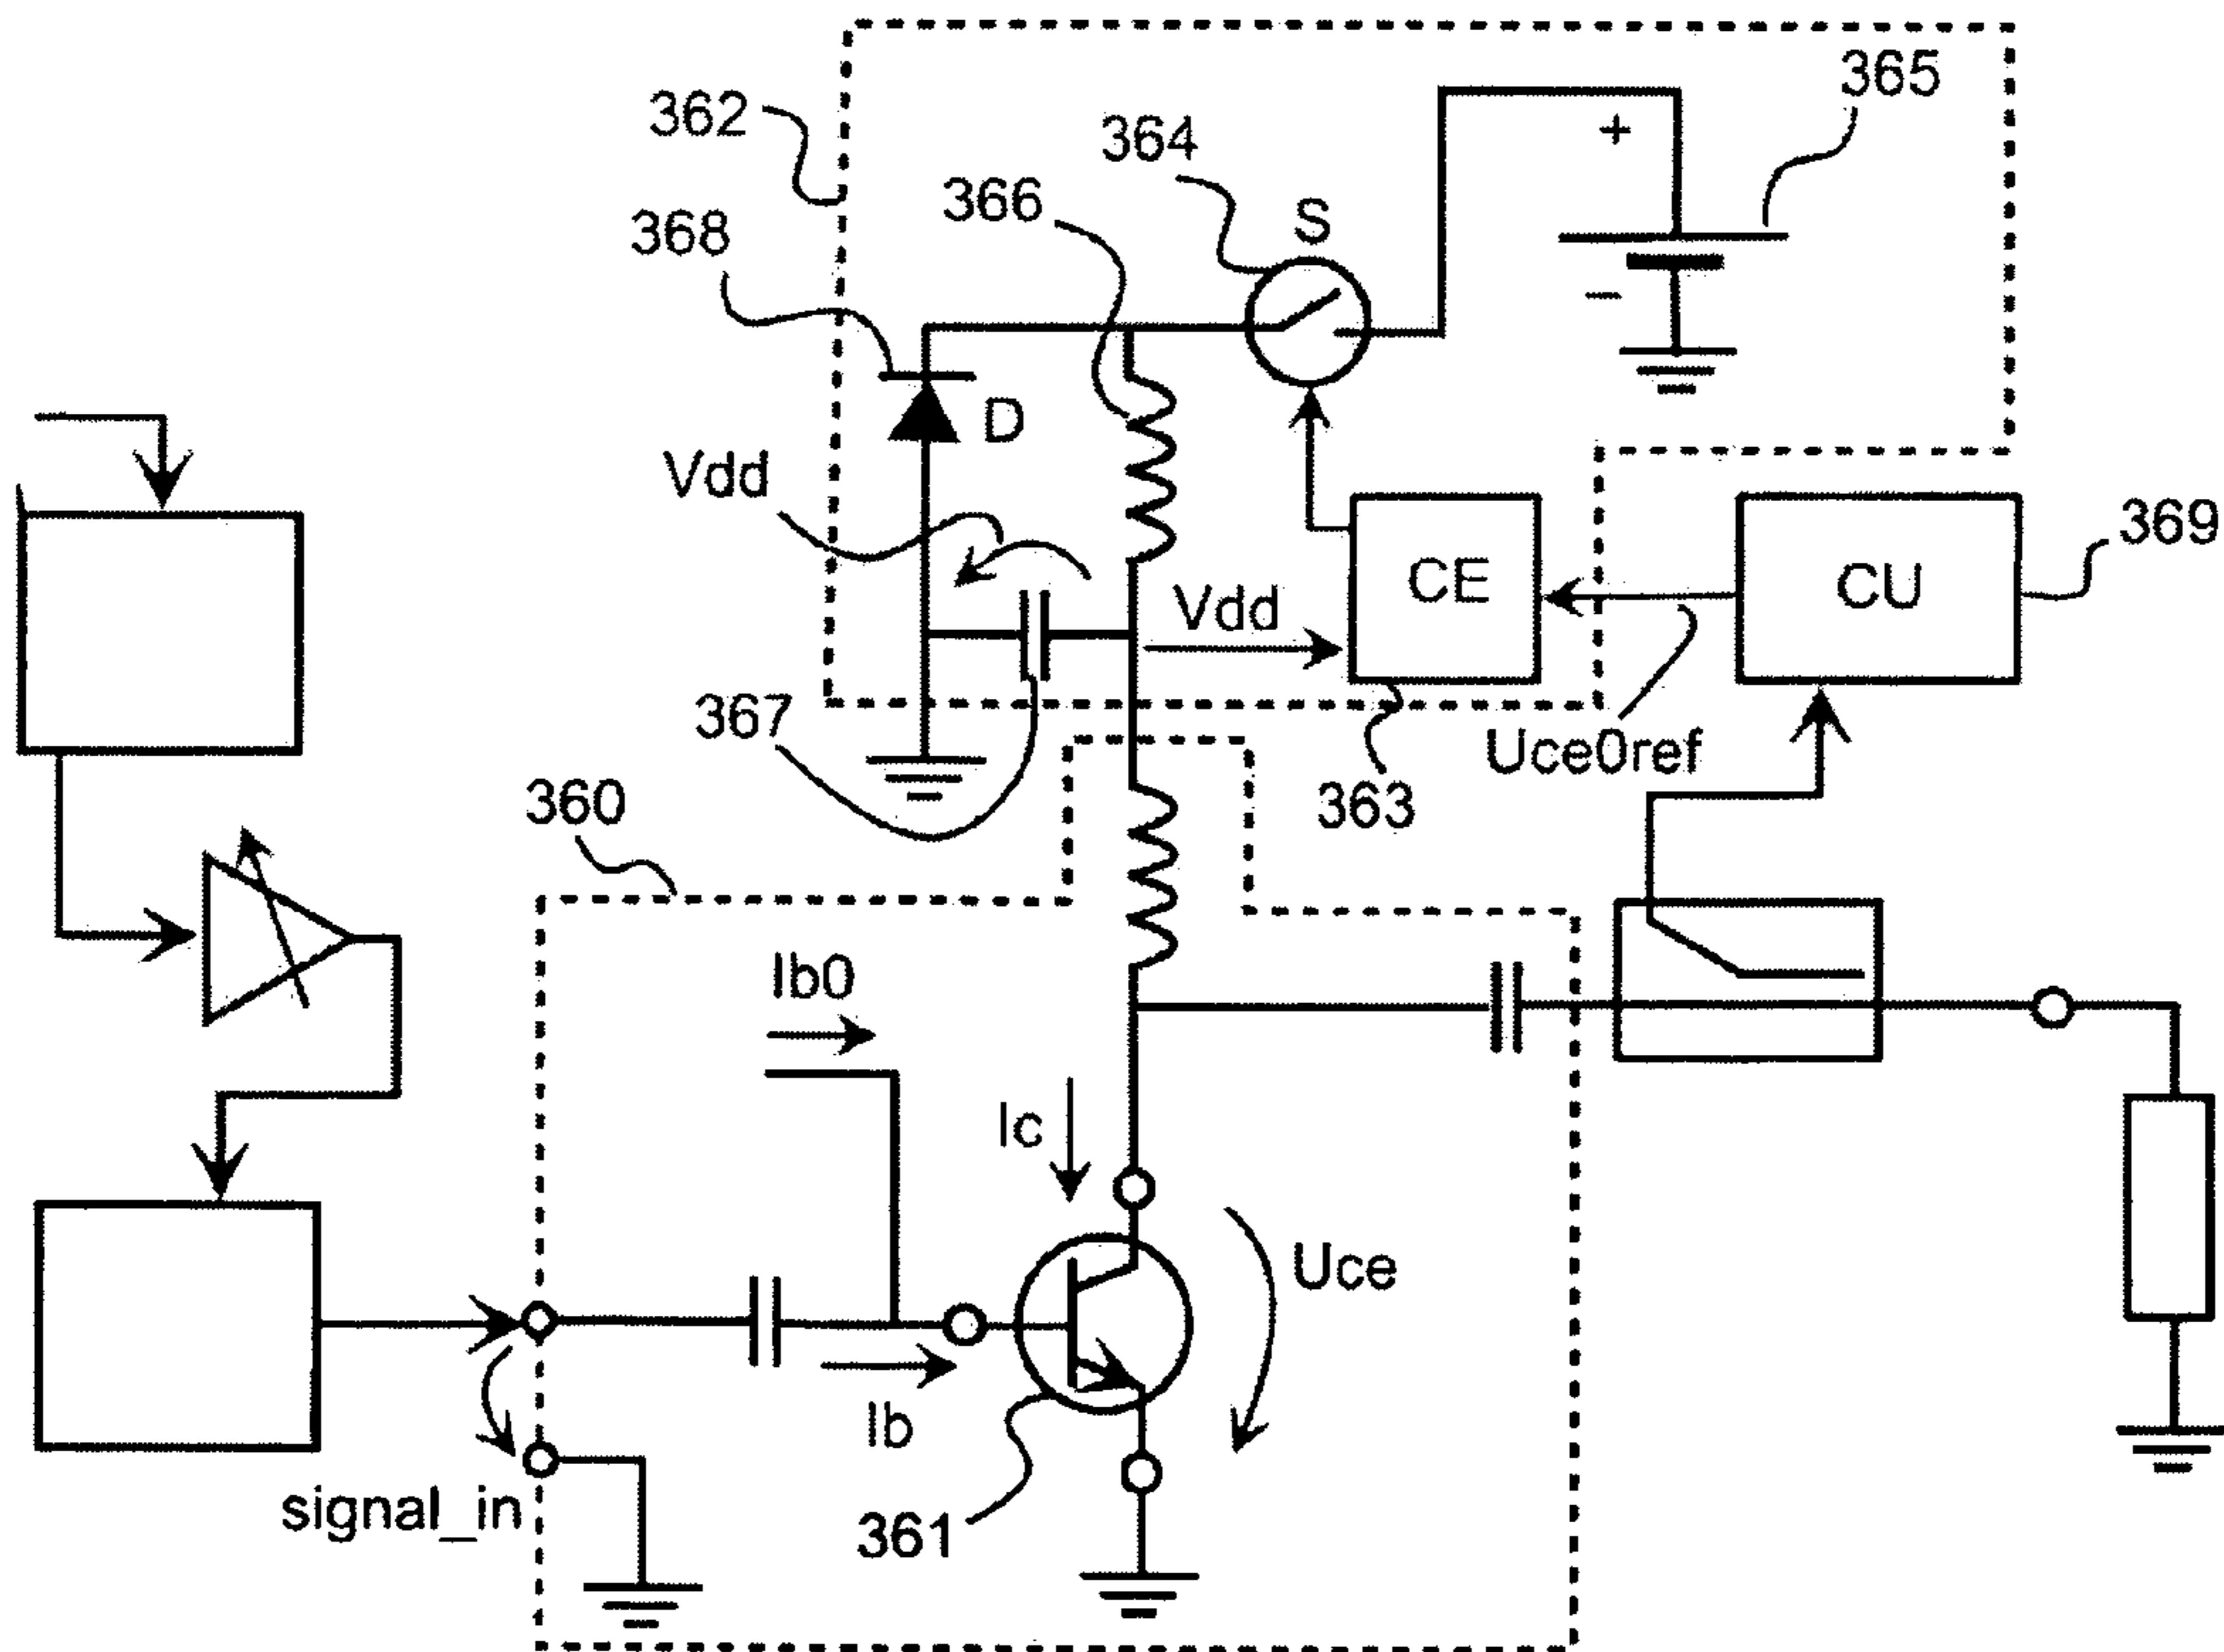 365
362
364
366
S
368
+
−
D
Vdd
369
CE
CU
Vdd
367
Uce0ref
363
360
Ib0
Ic
Uce
Ib
signal_in
361